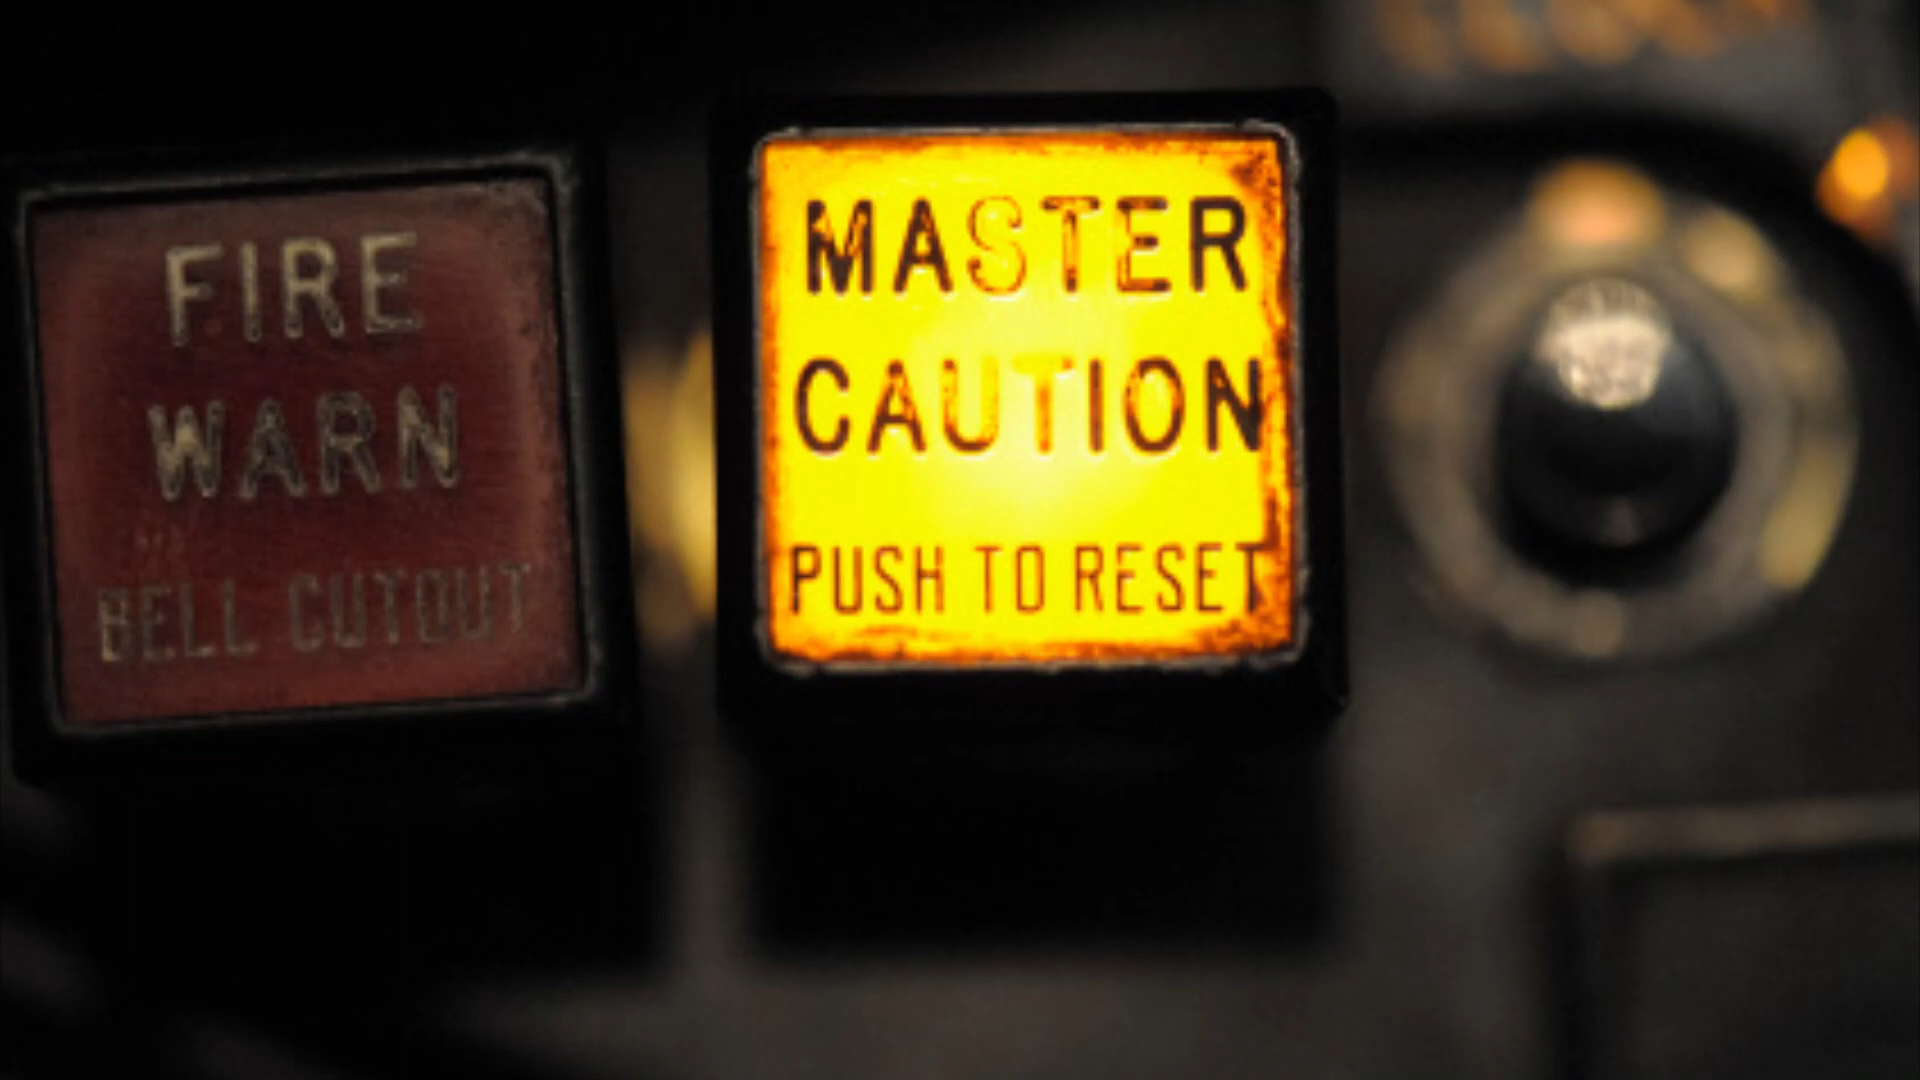 FIRE
WARN
BELL CUTOUT
MASTER
CAUTION
PUSH TO RESET